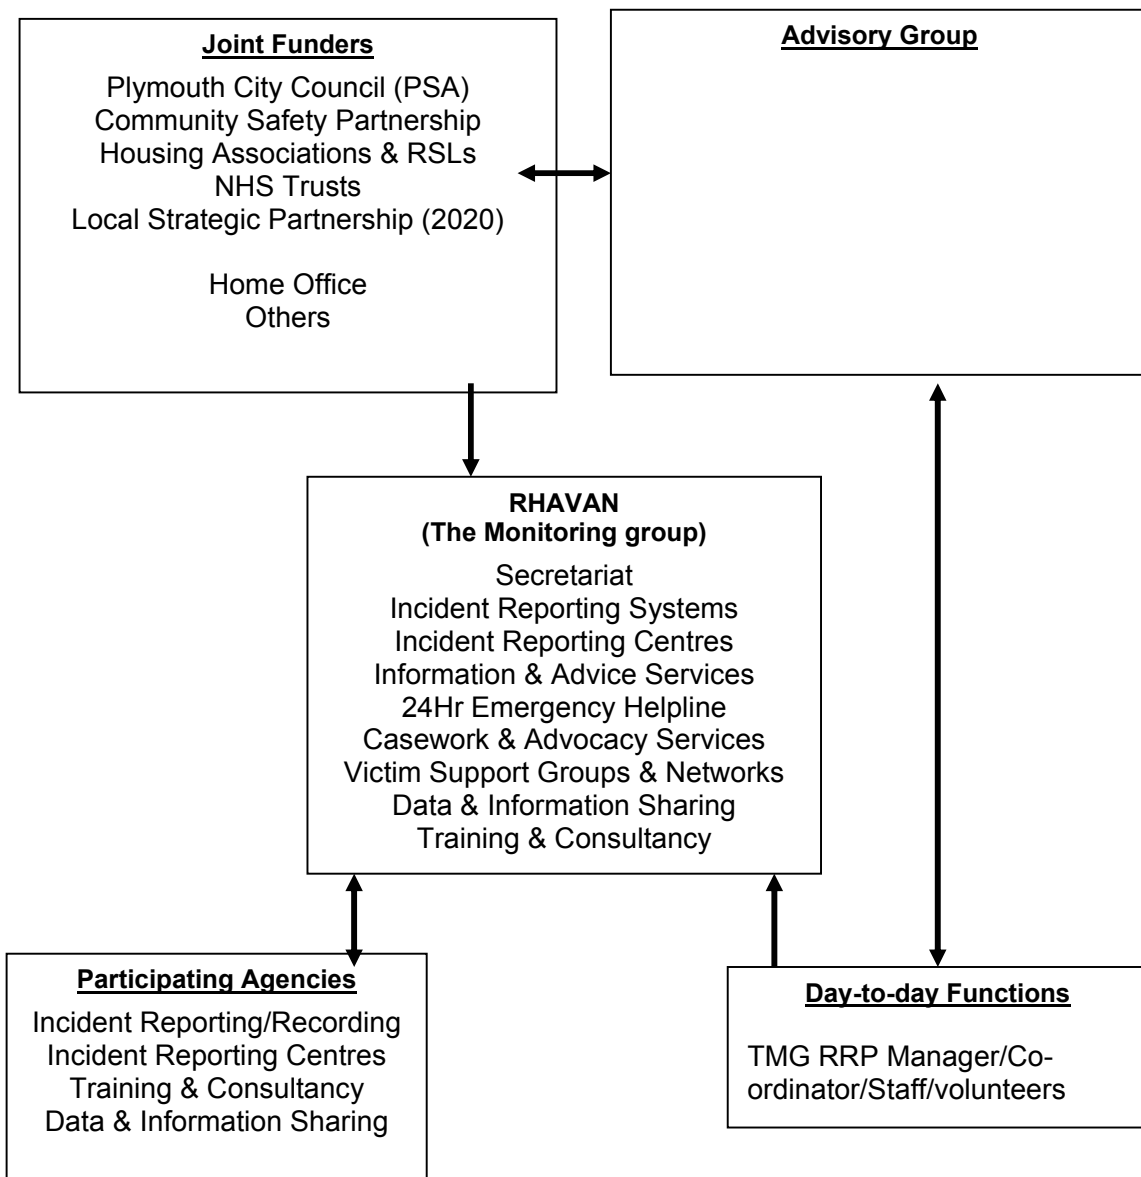 Joint Funders
Plymouth City Council (PSA)
Community Safety Partnership
Housing Associations & RSLs
NHS Trusts
Local Strategic Partnership (2020)
Home Office
Others
Advisory Group
RHAVAN
(The Monitoring group)
Secretariat
Incident Reporting Systems
Incident Reporting Centres
Information & Advice Services
24Hr Emergency Helpline
Casework & Advocacy Services
Victim Support Groups & Networks
Data & Information Sharing
Training & Consultancy
Participating Agencies
Incident Reporting/Recording
Incident Reporting Centres
Training & Consultancy
Data & Information Sharing
Day-to-day Functions
TMG RRP Manager/Co-
ordinator/Staff/volunteers